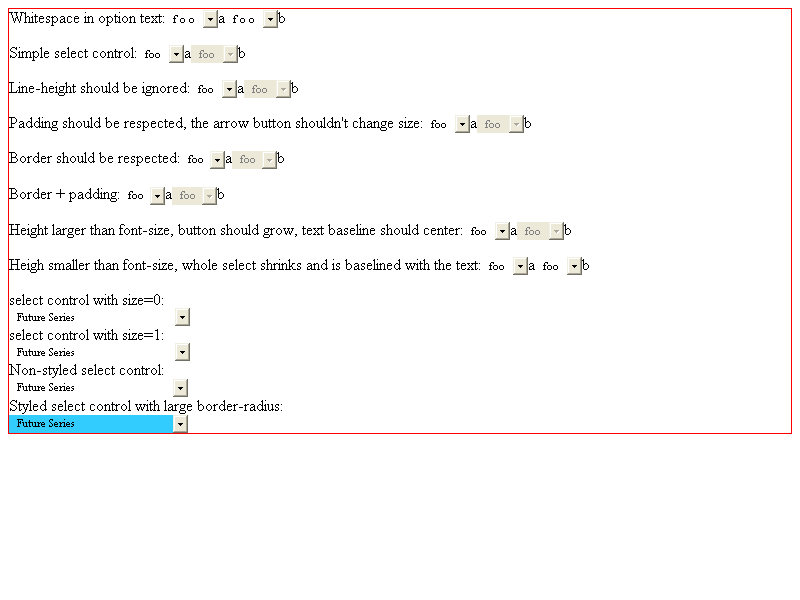 Whitespace in option text: f o o a f o o b
Simple select control: foo a foo b
Line-height should be ignored: foo a foo b
Padding should be respected, the arrow button shouldn't change size: foo a foo b
Border should be respected: foo a foo b
Border + padding: foo a foo b
Height larger than font-size, button should grow, text baseline should center: foo a foo b
Heigh smaller than font-size, whole select shrinks and is baselined with the text: foo a foo b
select control with size=0:
Future Series
select control with size=1:
Future Series
Non-styled select control:
Future Series
Styled select control with large border-radius:
Future Series